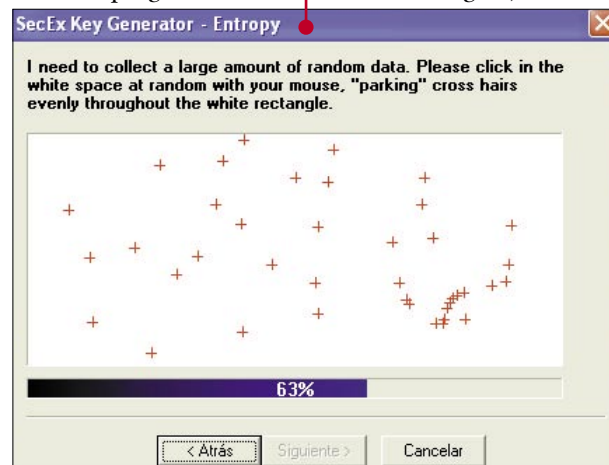 SecEx Key Generator - Entropy
I need to collect a large amount of random data. Please click in the
white space at random with your mouse, "parking" cross hairs
evenly throughout the white rectangle.
63%
< Atrás
Siguiente >
Cancelar